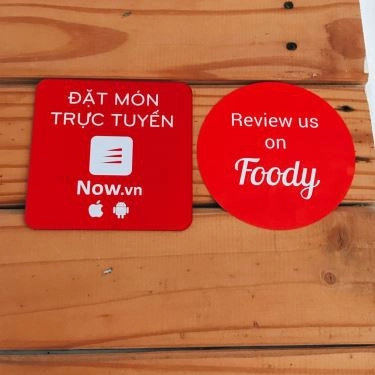 ĐẶT MÓN
TRỰC TUYẾN
Now.vn
Review us
on
Foody